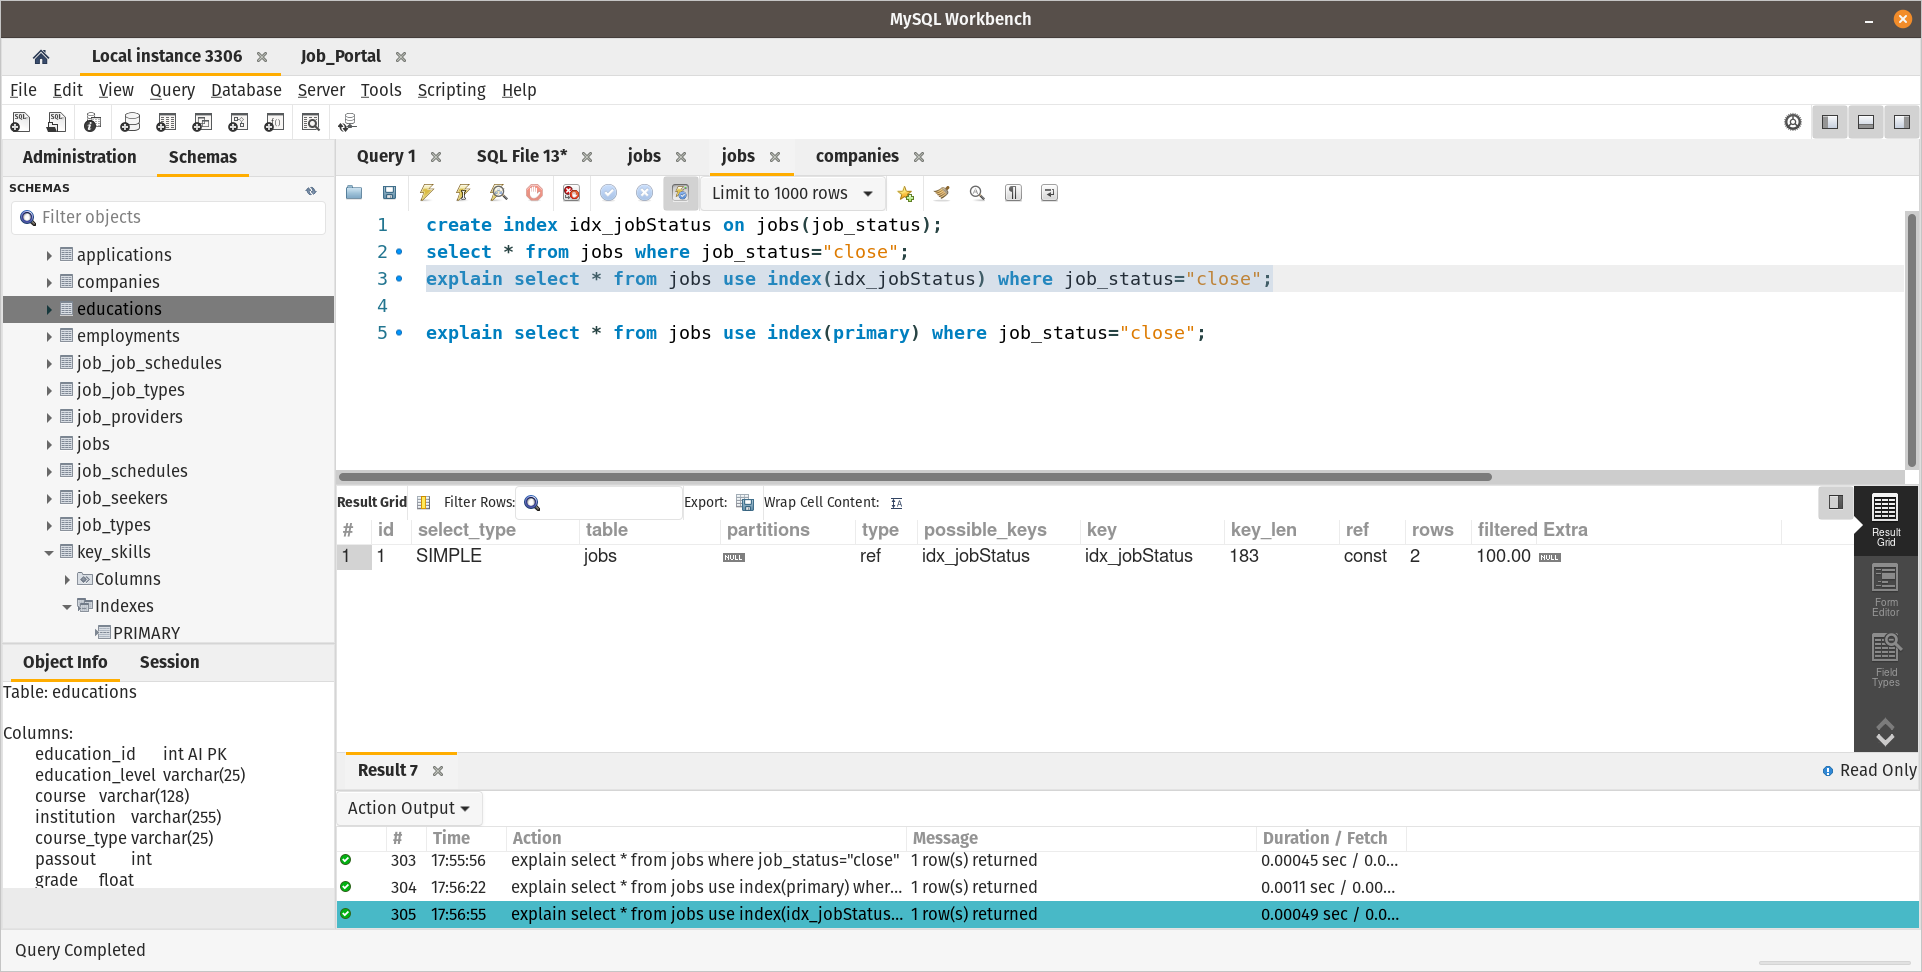 MySQL Workbench
Local instance 3306
Job_Portal
File Edit View Query Database Server Tools Scripting Help
Administration Schemas
Query 1 SQL File 13* jobs jobs companies
SCHEMAS
Filter objects
Limit to 1000 rows
applications
companies
educations
employments
job_job_schedules
job_job_types
job_providers
jobs
job_schedules
job_seekers
job_types
key_skills
Columns
Indexes
PRIMARY
1 create index idx_jobStatus on jobs(job_status);
2 select * from jobs where job_status="close";
3 explain select * from jobs use index(idx_jobStatus) where job_status="close";
4
5 explain select * from jobs use index(primary) where job_status="close";
Result Grid Filter Rows: Export: Wrap Cell Content:
# id select_type table partitions type possible_keys key key_len ref rows filtered Extra
1 1 SIMPLE jobs NULL ref idx_jobStatus idx_jobStatus 183 const 2 100.00 NULL
Result
Grid
Form
Editor
Field
Types
Object Info Session
Table: educations
Columns:
education_id int AI PK
education_level varchar(25)
course varchar(128)
institution varchar(255)
course_type varchar(25)
passout int
grade float
Result 7
Read Only
Action Output
# Time Action Message Duration / Fetch
303 17:55:56 explain select * from jobs where job_status="close" 1 row(s) returned 0.00045 sec / 0.0...
304 17:56:22 explain select * from jobs use index(primary) wher... 1 row(s) returned 0.0011 sec / 0.00...
305 17:56:55 explain select * from jobs use index(idx_jobStatus... 1 row(s) returned 0.00049 sec / 0.0...
Query Completed